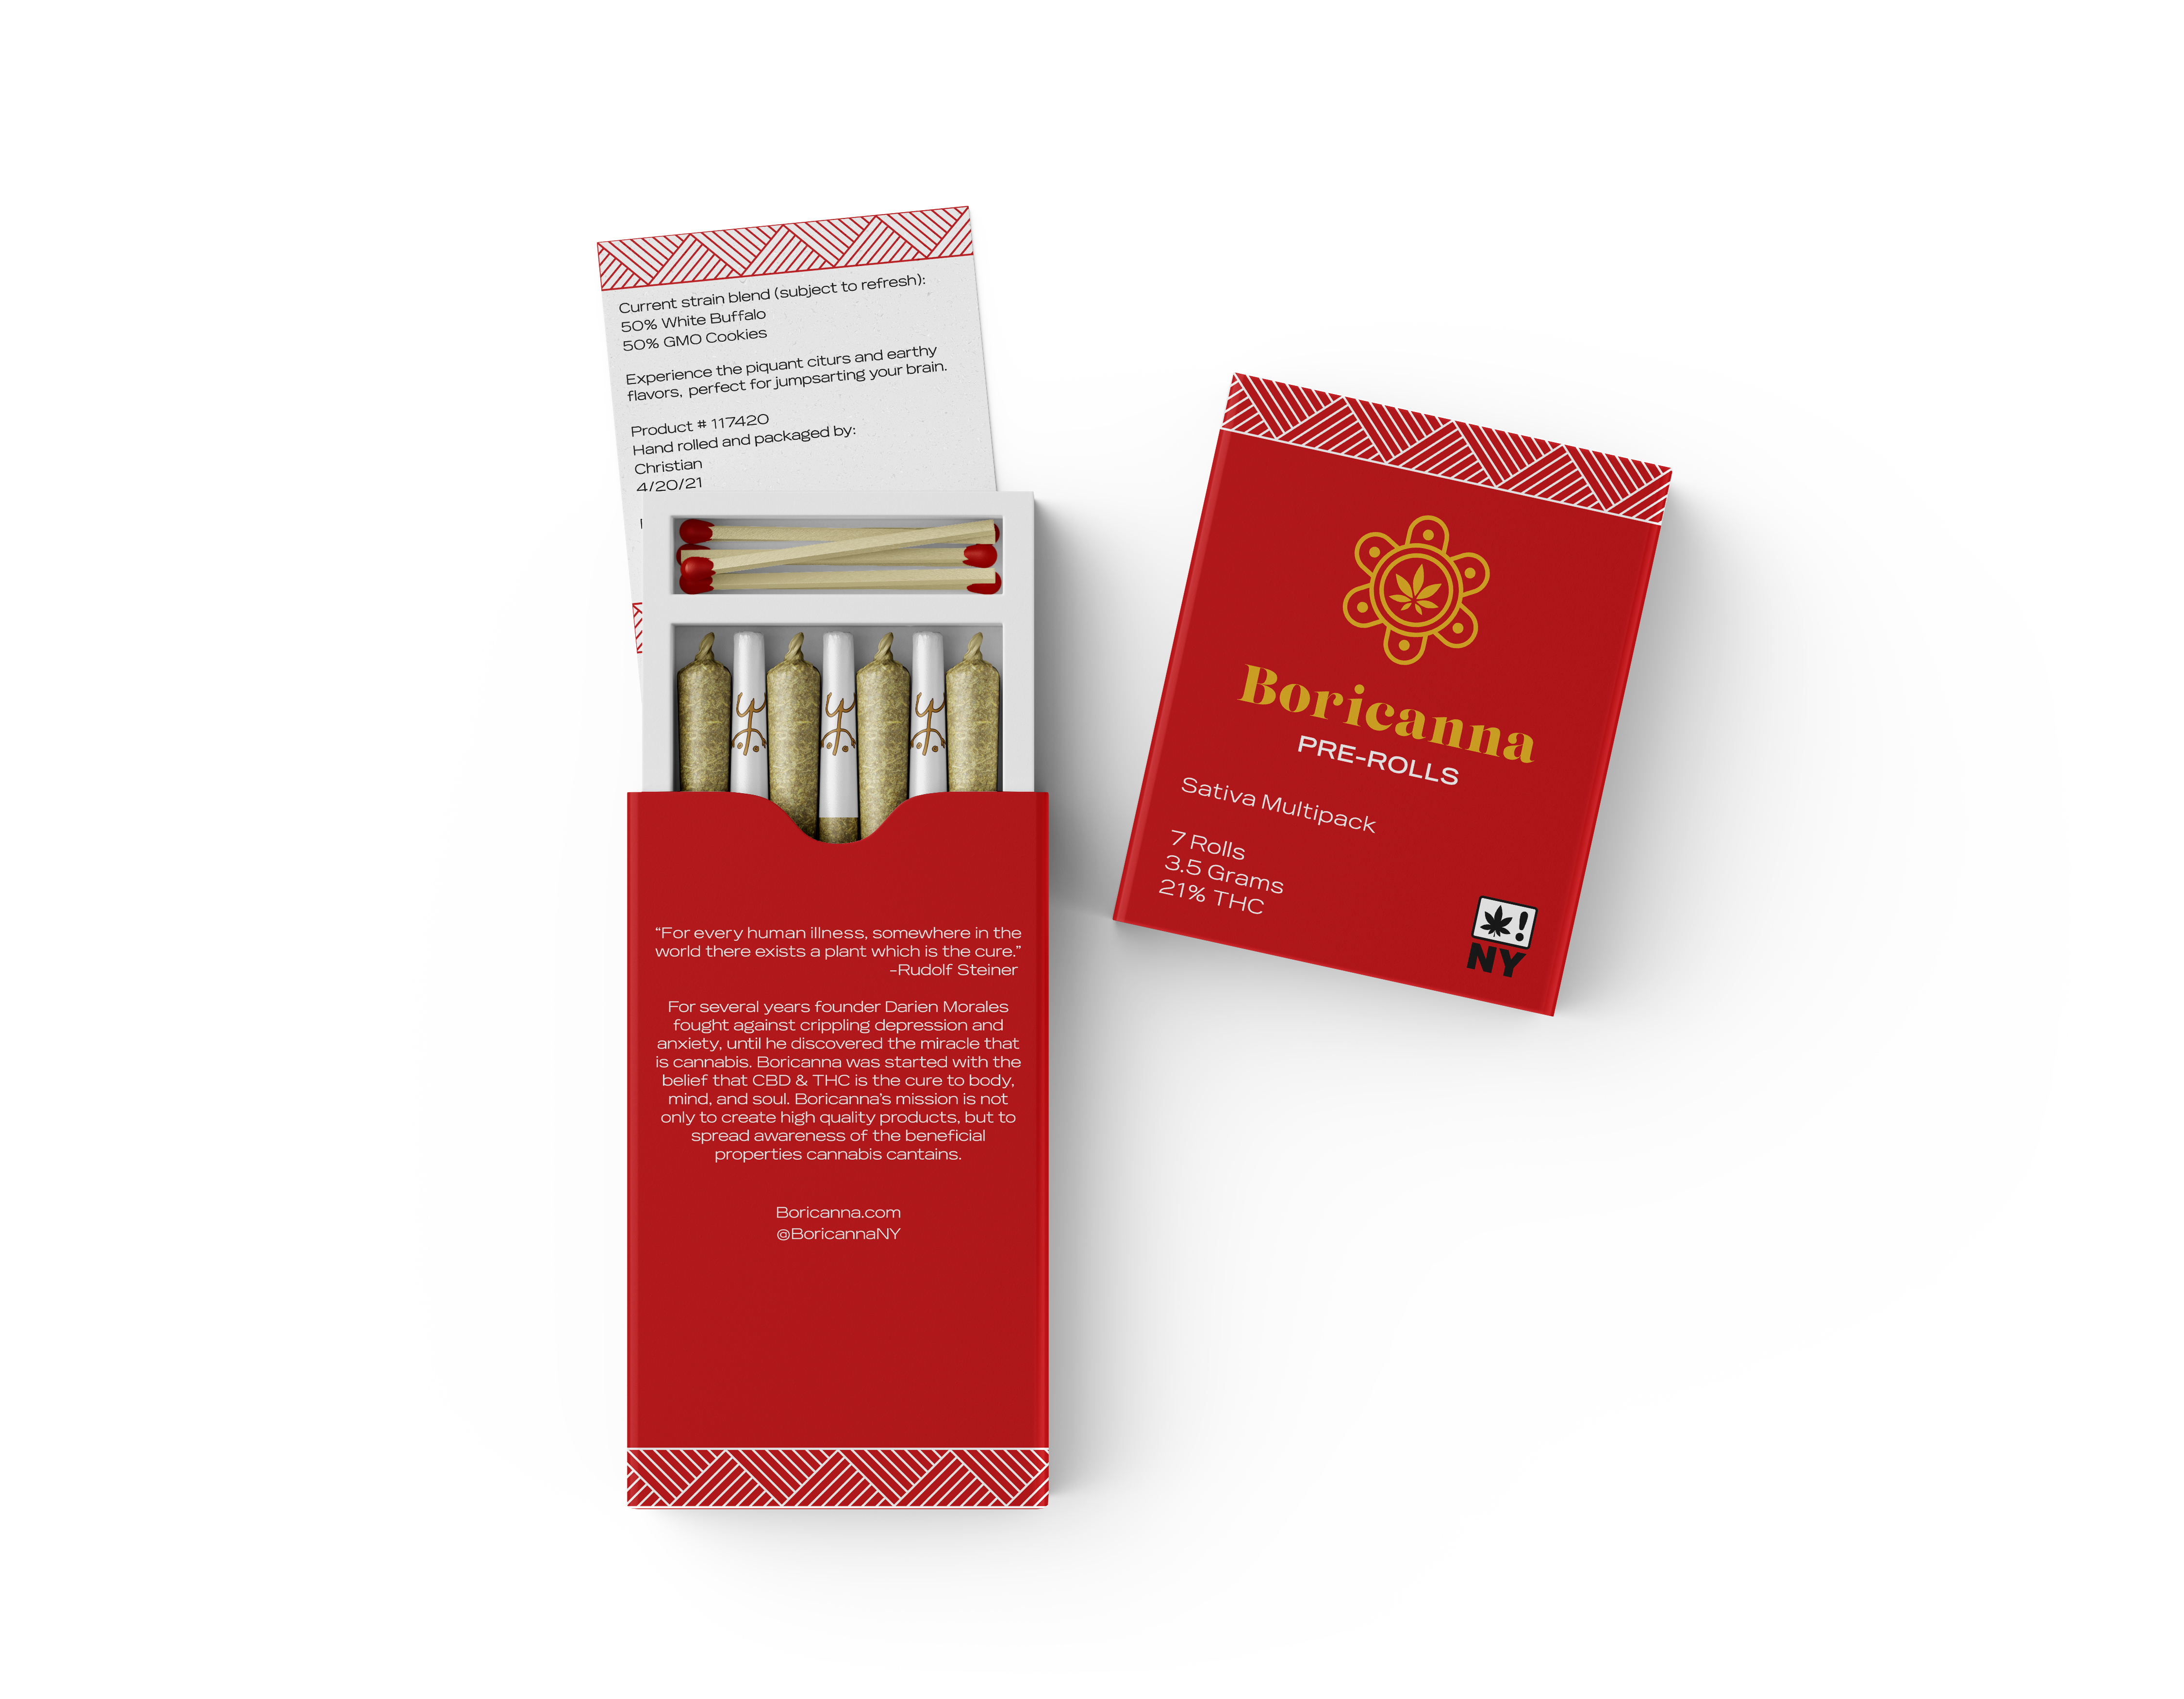 Current strain blend (subject to refresh):
50% White Buffalo
50% GMO Cookies
Experience the piquant citurs and earthy
flavors, perfect for jumpsarting your brain.
Product # 117420
Hand rolled and packaged by:
Christian
4/20/21
“For every human illness, somewhere in the
world there exists a plant which is the cure.”
-Rudolf Steiner
For several years founder Darien Morales
fought against crippling depression and
anxiety, until he discovered the miracle that
is cannabis. Boricanna was started with the
belief that CBD & THC is the cure to body,
mind, and soul. Boricanna’s mission is not
only to create high quality products, but to
spread awareness of the beneficial
properties cannabis cantains.
Boricanna.com
@BoricannaNY
Boricanna
PRE-ROLLS
Sativa Multipack
7 Rolls
3.5 Grams
21% THC
!
NY